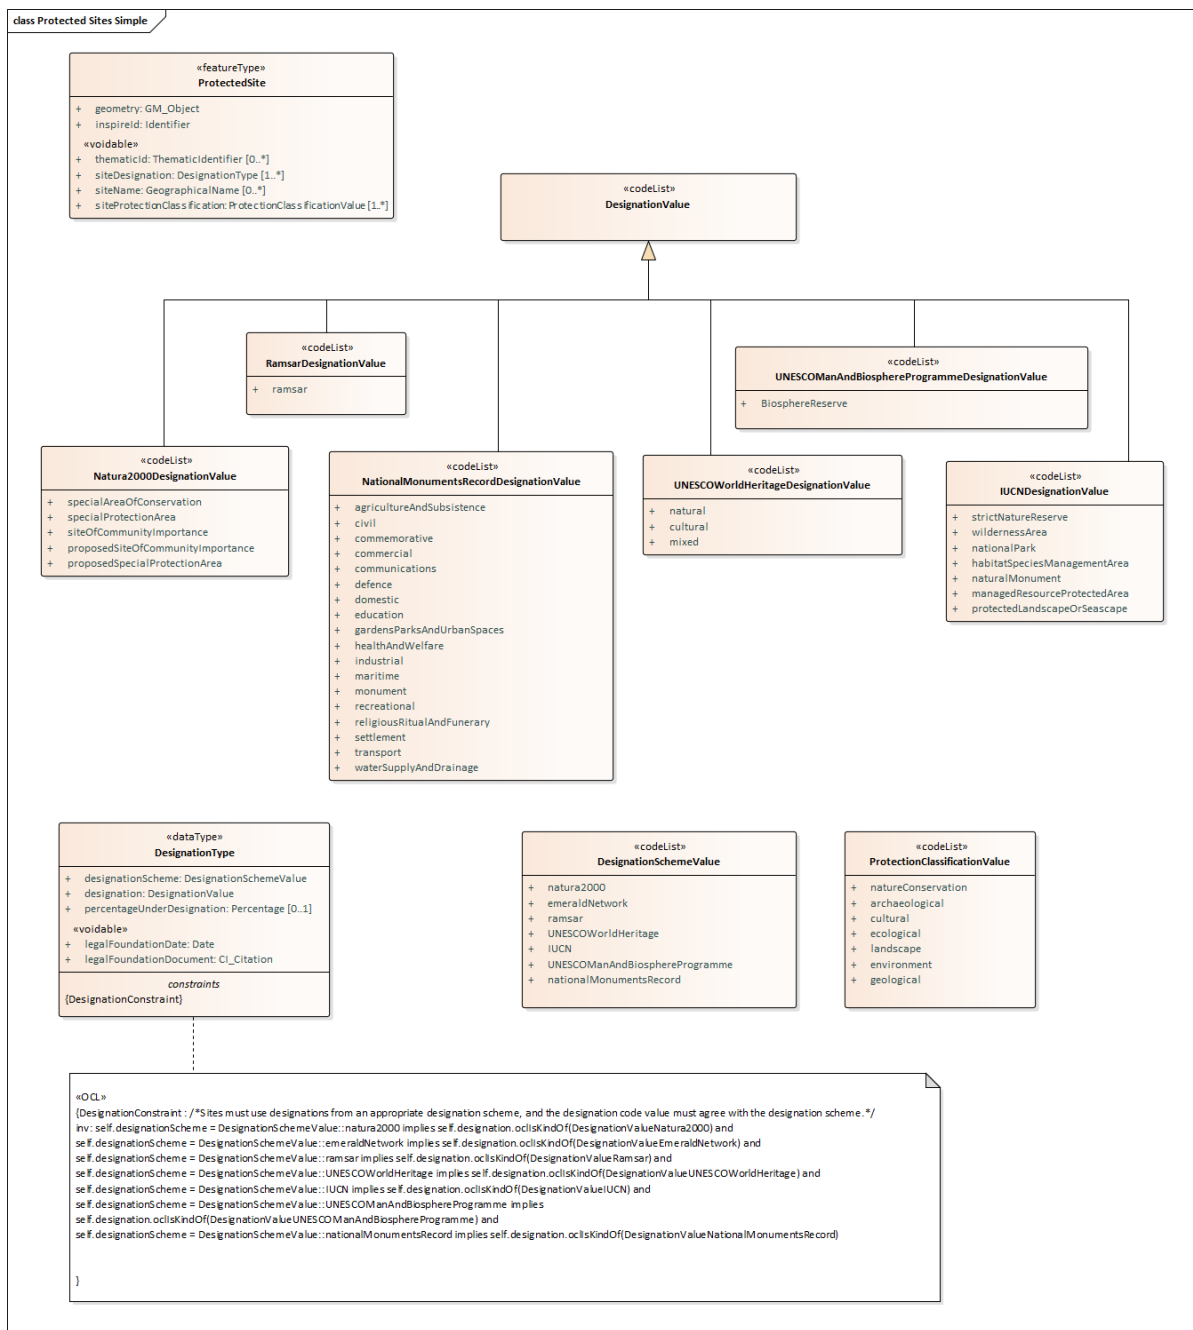 class Protected Sites Simple
«featureType»
ProtectedSite
+ geometry: GM_Object
+ inspireId: Identifier
«voidable»
+ thematicId: ThematicIdentifier [0..*]
+ siteDesignation: DesignationType [1..*]
+ siteName: GeographicalName [0..*]
+ siteProtectionClassification: ProtectionClassificationValue [1..*]
«codeList»
DesignationValue
«codeList»
RamsarDesignationValue
+ ramsar
«codeList»
UNESCOManAndBiosphereProgrammeDesignationValue
+ BiosphereReserve
«codeList»
Natura2000DesignationValue
+ specialAreaOfConservation
+ specialProtectionArea
+ siteOfCommunityImportance
+ proposedSiteOfCommunityImportance
+ proposedSpecialProtectionArea
«codeList»
NationalMonumentsRecordDesignationValue
+ agricultureAndSubsistence
+ civil
+ commemorative
+ commercial
+ communications
+ defence
+ domestic
+ education
+ gardensParksAndUrbanSpaces
+ healthAndWelfare
+ industrial
+ maritime
+ monument
+ recreational
+ religiousRitualAndFunerary
+ settlement
+ transport
+ waterSupplyAndDrainage
«codeList»
UNESCOWorldHeritageDesignationValue
+ natural
+ cultural
+ mixed
«codeList»
IUCNDesignationValue
+ strictNatureReserve
+ wildernessArea
+ nationalPark
+ habitatSpeciesManagementArea
+ naturalMonument
+ managedResourceProtectedArea
+ protectedLandscapeOrSeascape
«dataType»
DesignationType
+ designationScheme: DesignationSchemeValue
+ designation: DesignationValue
+ percentageUnderDesignation: Percentage [0..1]
«voidable»
+ legalFoundationDate: Date
+ legalFoundationDocument: CI_Citation
constraints
{DesignationConstraint}
«codeList»
DesignationSchemeValue
+ natura2000
+ emeraldNetwork
+ ramsar
+ UNESCOWorldHeritage
+ IUCN
+ UNESCOManAndBiosphereProgramme
+ nationalMonumentsRecord
«codeList»
ProtectionClassificationValue
+ natureConservation
+ archaeological
+ cultural
+ ecological
+ landscape
+ environment
+ geological
«OCL»
{DesignationConstraint : /*Sites must use designations from an appropriate designation scheme, and the designation code value must agree with the designation scheme.*/
inv: self.designationScheme = DesignationSchemeValue::natura2000 implies self.designation.oclIsKindOf(DesignationValueNatura2000) and
self.designationScheme = DesignationSchemeValue::emeraldNetwork implies self.designation.oclIsKindOf(DesignationValueEmeraldNetwork) and
self.designationScheme = DesignationSchemeValue::ramsar implies self.designation.oclIsKindOf(DesignationValueRamsar) and
self.designationScheme = DesignationSchemeValue::UNESCOWorldHeritage implies self.designation.oclIsKindOf(DesignationValueUNESCOWorldHeritage) and
self.designationScheme = DesignationSchemeValue::IUCN implies self.designation.oclIsKindOf(DesignationValueIUCN) and
self.designationScheme = DesignationSchemeValue::UNESCOManAndBiosphereProgramme implies
self.designation.oclIsKindOf(DesignationValueUNESCOManAndBiosphereProgramme) and
self.designationScheme = DesignationSchemeValue::nationalMonumentsRecord implies self.designation.oclIsKindOf(DesignationValueNationalMonumentsRecord)
}